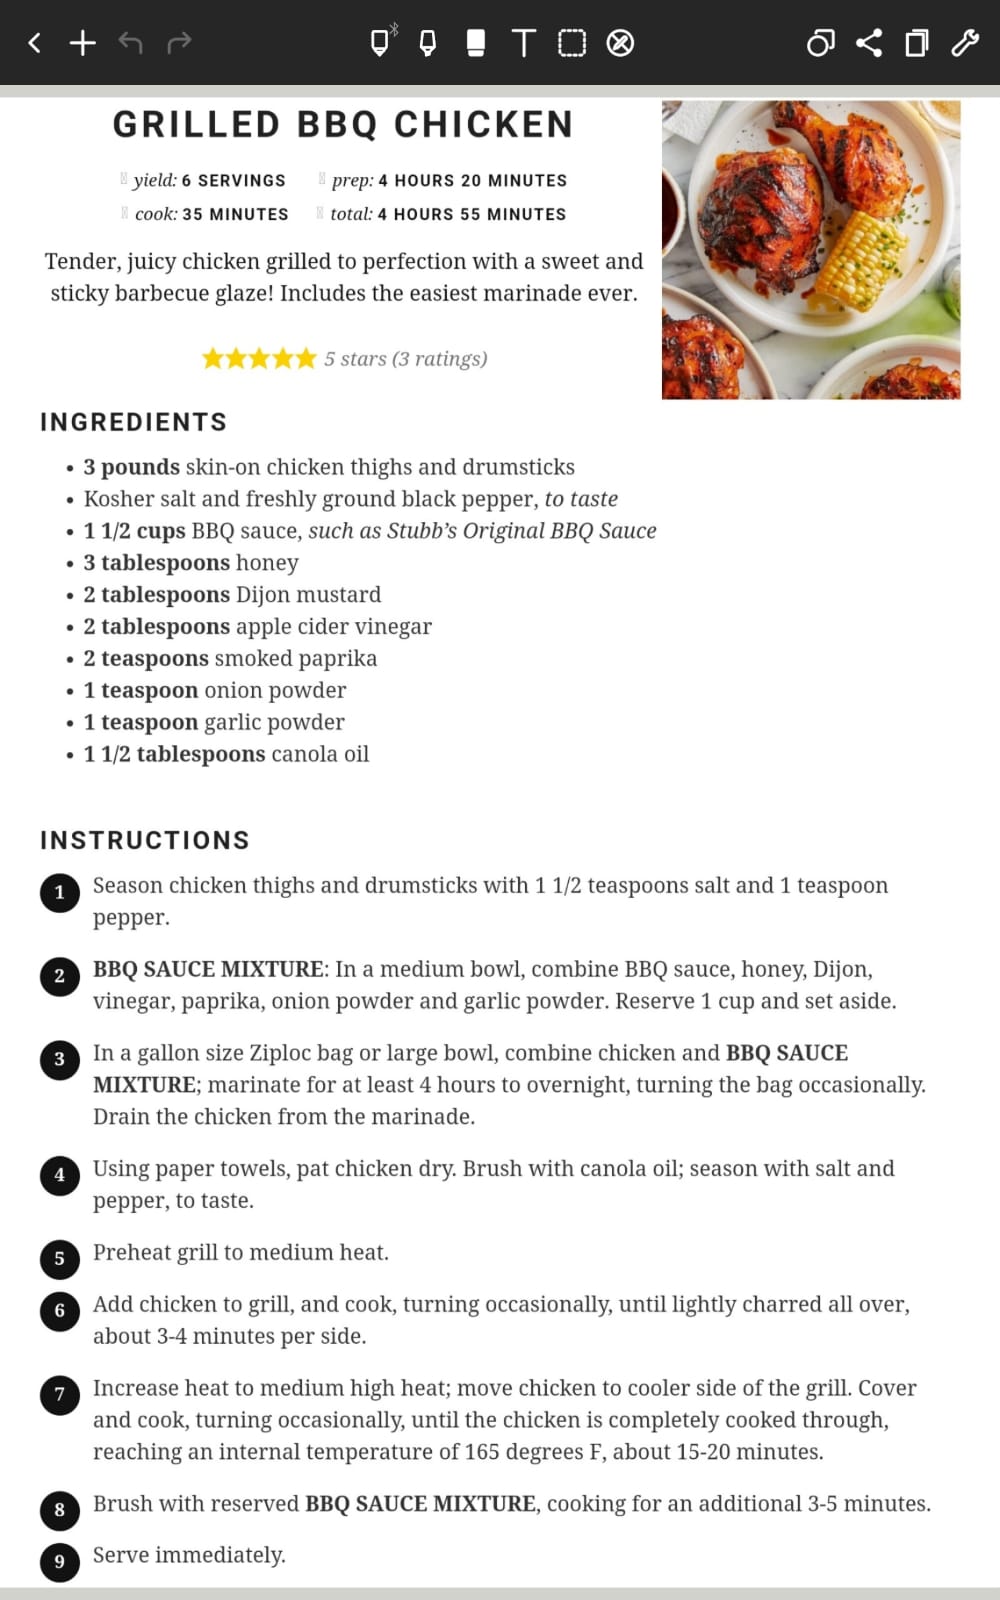 GRILLED BBQ CHICKEN
yield: 6 SERVINGS prep: 4 HOURS 20 MINUTES
cook: 35 MINUTES total: 4 HOURS 55 MINUTES
Tender, juicy chicken grilled to perfection with a sweet and
sticky barbecue glaze! Includes the easiest marinade ever.
5 stars (3 ratings)
INGREDIENTS
• 3 pounds skin-on chicken thighs and drumsticks
• Kosher salt and freshly ground black pepper, to taste
• 1 1/2 cups BBQ sauce, such as Stubb’s Original BBQ Sauce
• 3 tablespoons honey
• 2 tablespoons Dijon mustard
• 2 tablespoons apple cider vinegar
• 2 teaspoons smoked paprika
• 1 teaspoon onion powder
• 1 teaspoon garlic powder
• 1 1/2 tablespoons canola oil
INSTRUCTIONS
1 Season chicken thighs and drumsticks with 1 1/2 teaspoons salt and 1 teaspoon
pepper.
2 BBQ SAUCE MIXTURE: In a medium bowl, combine BBQ sauce, honey, Dijon,
vinegar, paprika, onion powder and garlic powder. Reserve 1 cup and set aside.
3 In a gallon size Ziploc bag or large bowl, combine chicken and BBQ SAUCE
MIXTURE; marinate for at least 4 hours to overnight, turning the bag occasionally.
Drain the chicken from the marinade.
4 Using paper towels, pat chicken dry. Brush with canola oil; season with salt and
pepper, to taste.
5 Preheat grill to medium heat.
6 Add chicken to grill, and cook, turning occasionally, until lightly charred all over,
about 3-4 minutes per side.
7 Increase heat to medium high heat; move chicken to cooler side of the grill. Cover
and cook, turning occasionally, until the chicken is completely cooked through,
reaching an internal temperature of 165 degrees F, about 15-20 minutes.
8 Brush with reserved BBQ SAUCE MIXTURE, cooking for an additional 3-5 minutes.
9 Serve immediately.